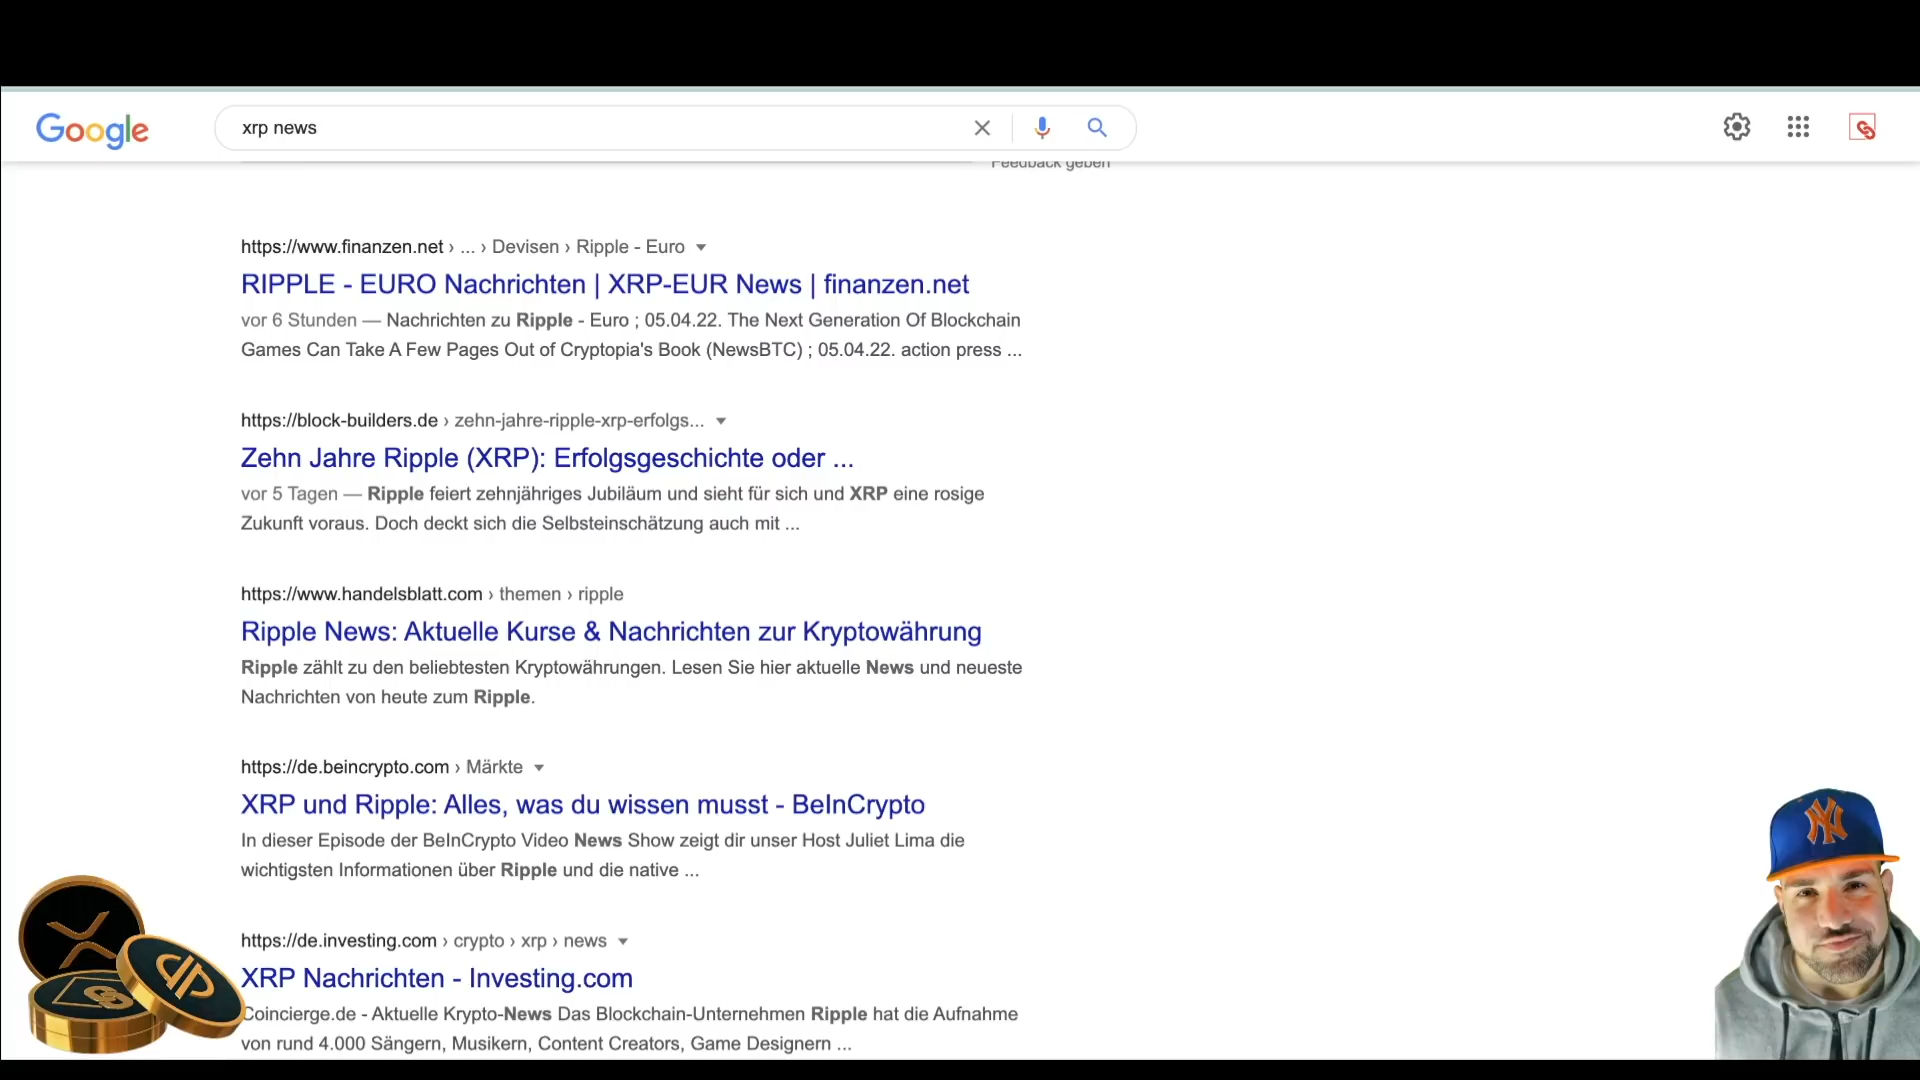 Google
xrp news
Feedback geben
https://www.finanzen.net › ... › Devisen › Ripple - Euro
RIPPLE - EURO Nachrichten | XRP-EUR News | finanzen.net
vor 6 Stunden — Nachrichten zu Ripple - Euro ; 05.04.22. The Next Generation Of Blockchain
Games Can Take A Few Pages Out of Cryptopia's Book (NewsBTC) ; 05.04.22. action press ...
https://block-builders.de › zehn-jahre-ripple-xrp-erfolgs...
Zehn Jahre Ripple (XRP): Erfolgsgeschichte oder ...
vor 5 Tagen — Ripple feiert zehnjähriges Jubiläum und sieht für sich und XRP eine rosige
Zukunft voraus. Doch deckt sich die Selbsteinschätzung auch mit ...
https://www.handelsblatt.com › themen › ripple
Ripple News: Aktuelle Kurse & Nachrichten zur Kryptowährung
Ripple zählt zu den beliebtesten Kryptowährungen. Lesen Sie hier aktuelle News und neueste
Nachrichten von heute zum Ripple.
https://de.beincrypto.com › Märkte
XRP und Ripple: Alles, was du wissen musst - BeInCrypto
In dieser Episode der BeInCrypto Video News Show zeigt dir unser Host Juliet Lima die
wichtigsten Informationen über Ripple und die native ...
https://de.investing.com › crypto › xrp › news
XRP Nachrichten - Investing.com
Coincierge.de - Aktuelle Krypto-News Das Blockchain-Unternehmen Ripple hat die Aufnahme
von rund 4.000 Sängern, Musikern, Content Creators, Game Designern ...
NY